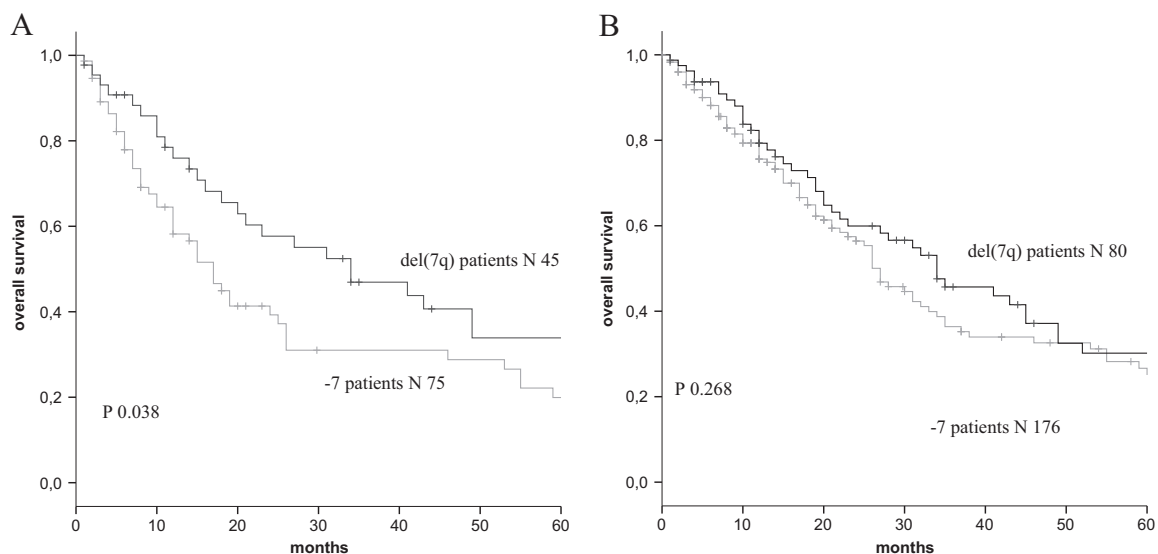 A
overall survival
1,0
0,8
0,6
0,4
0,2
0,0
del(7q) patients N 45
-7 patients N 75
P 0.038
0 10 20 30 40 50 60
months
B
overall survival
1,0
0,8
0,6
0,4
0,2
0,0
del(7q) patients N 80
P 0.268
-7 patients N 176
0 10 20 30 40 50 60
months